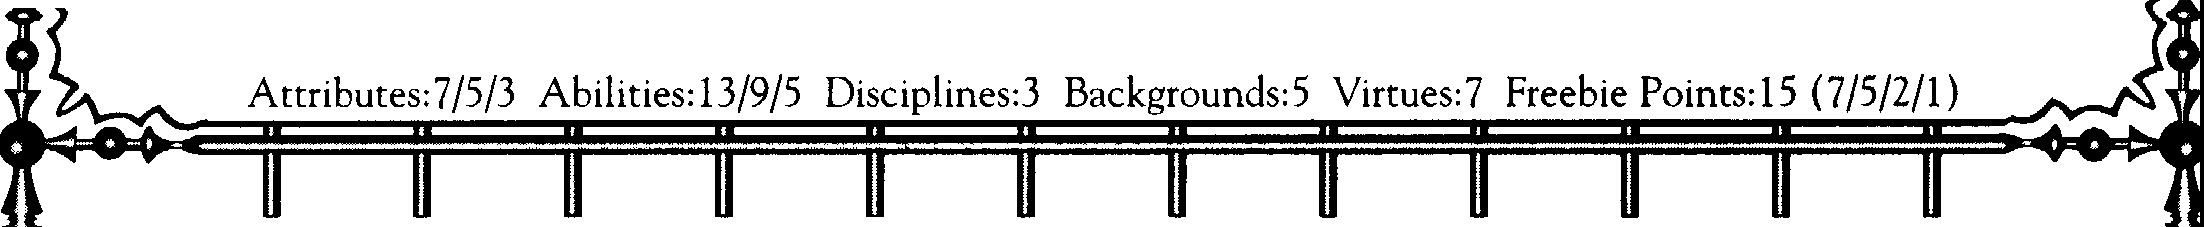 Attributes:7/5/3 Abilities:13/9/5 Disciplines:3 Backgrounds:5 Virtues:7 Freebie Points:15 (7/5/2/1)